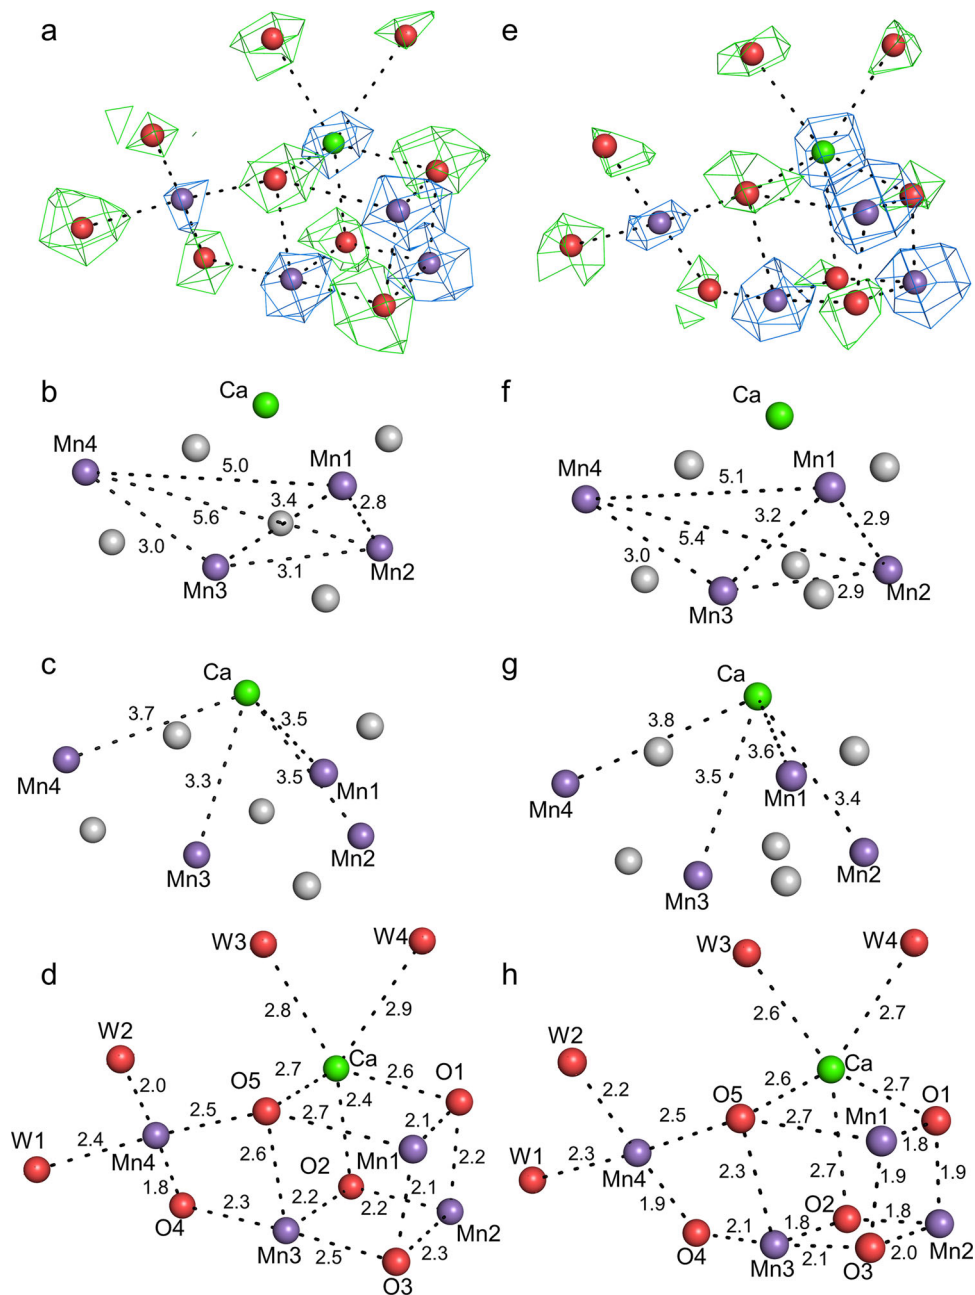 a
e
b
Ca
Mn4
5.0
Mn1
3.4
2.8
5.6
3.0
3.1
Mn3
Mn2
f
Ca
Mn4
5.1
Mn1
3.2
2.9
5.4
3.0
2.9
Mn3
Mn2
c
Ca
3.7
3.5
Mn4
3.3
3.5
Mn1
Mn2
Mn3
g
Ca
3.8
3.6
Mn4
3.5
Mn1
3.4
Mn2
Mn3
d
W3
W4
2.8
2.9
W2
Ca
O1
2.0
O5
2.7
2.6
2.4
W1
2.5
2.7
2.1
2.4
Mn4
2.6
O2
Mn1
2.2
1.8
2.2
2.1
O4
2.3
2.2
Mn2
Mn3
2.5
2.3
O3
h
W3
W4
2.6
2.7
W2
Ca
2.6
2.7
O5
O1
2.2
2.5
2.7
Mn1
1.8
W1
2.3
Mn4
2.3
1.9
1.9
2.7
1.9
O2
2.1
1.8
1.8
O4
Mn2
Mn3
2.1
O3
2.0